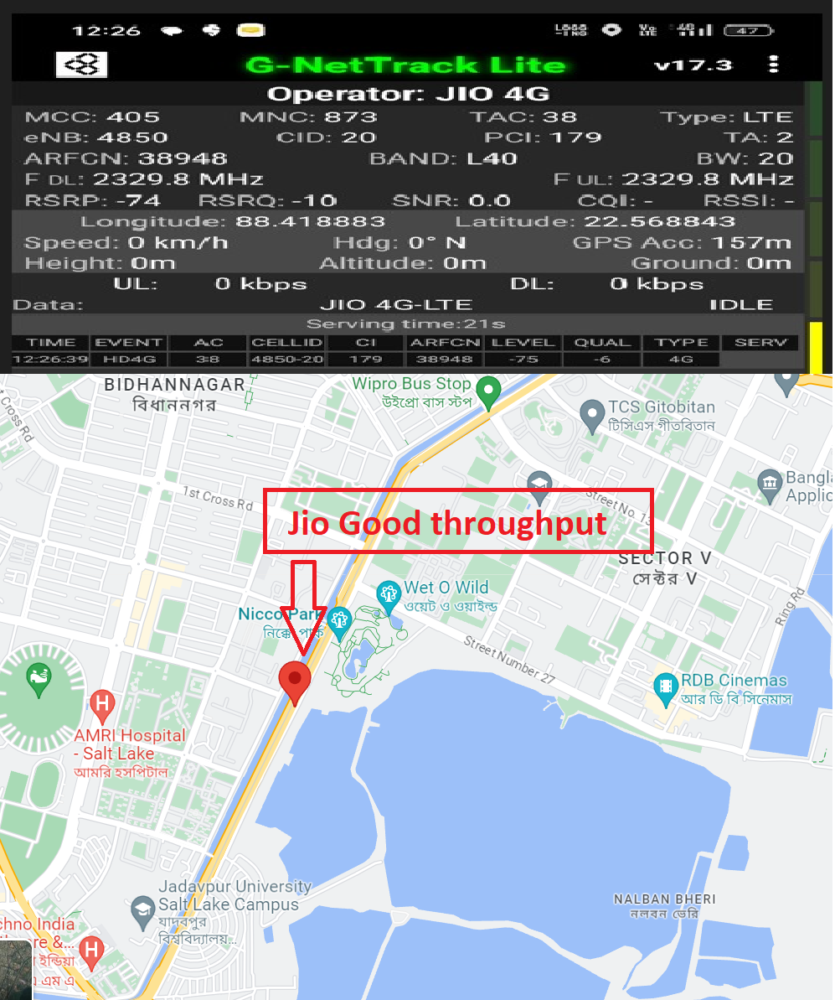 12:26
LOGG
-ING
Vo
LTE
4G
47
G-NetTrack Lite
v17.3
Operator: JIO 4G
MCC: 405 MNC: 873 TAC: 38 Type: LTE
eNB: 4850 CID: 20 PCI: 179 TA: 2
ARFCN: 38948 BAND: L40 BW: 20
F DL: 2329.8 MHz F UL: 2329.8 MHz
RSRP: -74 RSRQ: -10 SNR: 0.0 CQI: - RSSI: -
Longitude: 88.418883 Latitude: 22.568843
Speed: 0 km/h Hdg: 0° N GPS Acc: 157m
Height: 0m Altitude: 0m Ground: 0m
UL: 0 kbps DL: 0 kbps
Data: JIO 4G-LTE IDLE
Serving time:21s
TIME EVENT AC CELLID CI ARFCN LEVEL QUAL TYPE SERV
12:26:39 HD4G 38 4850-20 179 38948 -75 -6 4G
BIDHANNAGAR
বিধাননগর
Wipro Bus Stop
উইপ্রো বাস স্টপ
TCS Gitobitan
টিসিএস গীতবিতান
Cross Rd
1st Cross Rd
Street No. 13
Bangla
Applic
Jio Good throughput
SECTOR V
সেক্টর V
Wet O Wild
ওয়েট ও ওয়াইল্ড
Nicco Park
নিক্কো পার্ক
Ring Rd
Street Number 27
RDB Cinemas
আর ডি বি সিনেমাস
H
AMRI Hospital
- Salt Lake
আমরি হসপিটাল
Jadavpur University
Salt Lake Campus
যাদবপুর
বিশ্ববিদ্যালয়...
NALBAN BHERI
নলবন ভেরি
chno India
re &...
H
ইন্ডিয়া
এ এম এ